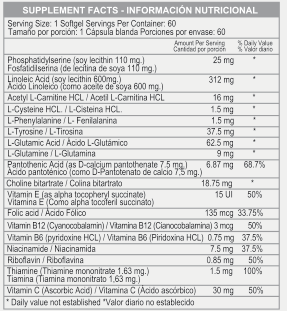 SUPPLEMENT FACTS - INFORMACIÓN NUTRICIONAL
Serving Size: 1 Softgel Servings Per Container: 60
Tamaño por porción: 1 Cápsula blanda Porciones por envase: 60
Amount Per Serving % Daily Value
Cantidad por porción % Valor diario
Phosphatidylserine (soy lecithin 110 mg.) 25 mg *
Fosfatidilserina (de lecitina de soya 110 mg.)
Linoleic Acid (soy lecithin 600mg.) 312 mg *
Acido Linoleico (como aceite de soya 600 mg.)
Acetyl L-Carnitine HCL / Acetil L-Carnitina HCL 16 mg *
L-Cysteine HCL. / L-Cisteina HCL. 1.5 mg *
L-Phenylalanina / L- Fenilalanina 1.5 mg *
L-Tyrosine / L-Tirosina 37.5 mg *
L-Glutamic Acid / Ácido L-Glutámico 62.5 mg *
L-Glutamine / L-Glutamina 9 mg *
Pantothenic Acid (as D-calcium pantothenate 7.5 mg.) 6.87 mg 68.7%
Acido pantoténico (como D-Pantotenato de calcio 7,5 mg.)
Choline bitartrate / Colina bitartrato 18.75 mg *
Vitamin E (as alpha tocopheryl succinate) 15 UI 50%
Vitamina E (Como alpha tocoferil succinato)
Folic acid / Ácido Fólico 135 mcg 33.75%
Vitamin B12 (Cyanocobalamin) / Vitamina B12 (Cianocobalamina) 3 mcg 50%
Vitamin B6 (pyridoxine HCL) / Vitamina B6 (Piridoxina HCL) 0.75 mg 37.5%
Niacinamide / Niacinamida 7.5 mg 37.5%
Riboflavin / Riboflavina 0.85 mg 50%
Thiamine (Thiamine mononitrate 1.63 mg.) 1.5 mg 100%
Tiamina (Tiamina mononitrato 1,63 mg.)
Vitamin C (Ascorbic Acid) / Vitamina C (Ácido ascórbico) 30 mg 50%
* Daily value not established *Valor diario no establecido